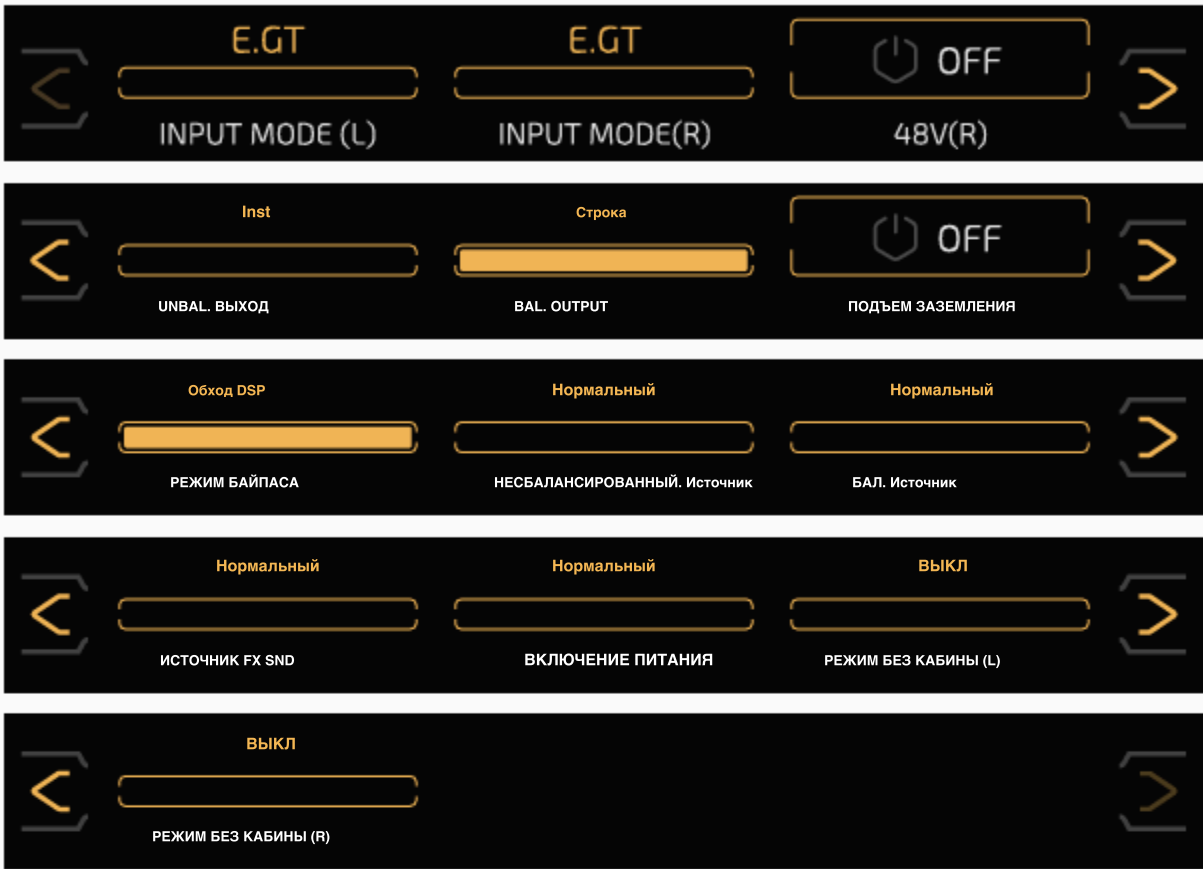 E.GT
E.GT
OFF
INPUT MODE (L)
INPUT MODE(R)
48V(R)
Inst
Строка
OFF
UNBAL. ВЫХОД
BAL. OUTPUT
ПОДЪЕМ ЗАЗЕМЛЕНИЯ
Обход DSP
Нормальный
Нормальный
РЕЖИМ БАЙПАСА
НЕСБАЛАНСИРОВАННЫЙ. Источник
БАЛ. Источник
Нормальный
Нормальный
ВЫКЛ
ИСТОЧНИК FX SND
ВКЛЮЧЕНИЕ ПИТАНИЯ
РЕЖИМ БЕЗ КАБИНЫ (L)
ВЫКЛ
РЕЖИМ БЕЗ КАБИНЫ (R)